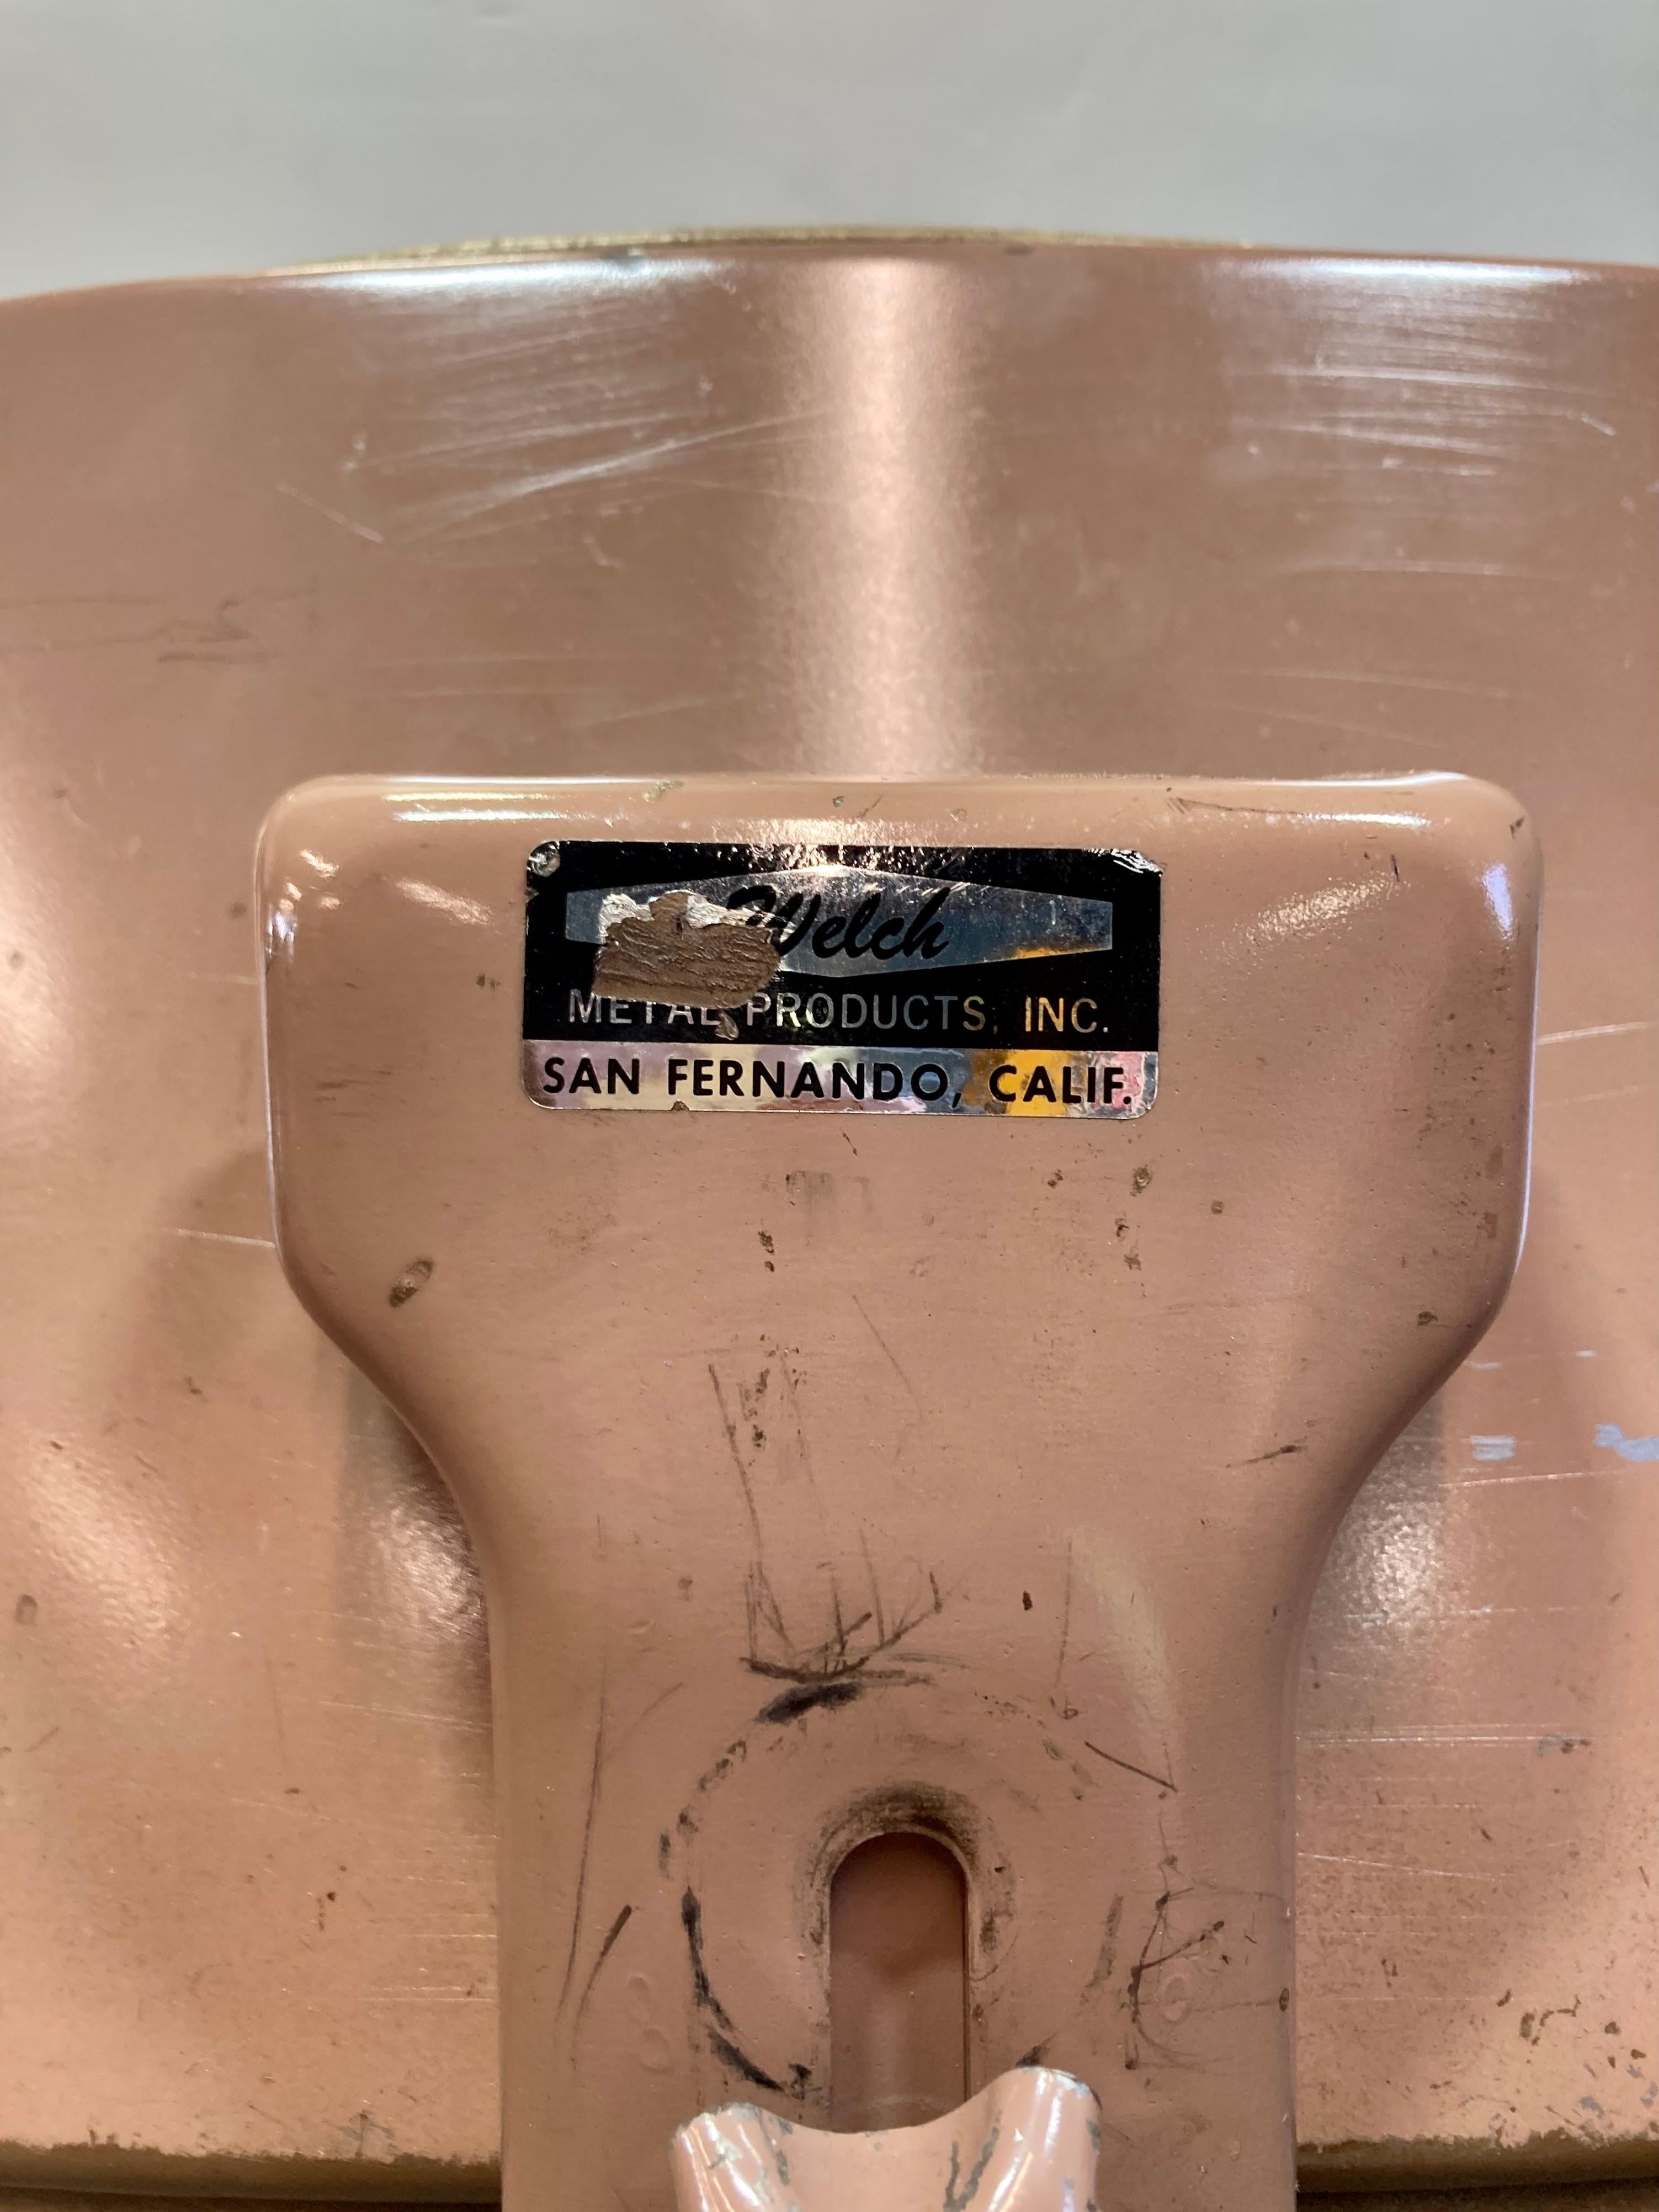 Welch
METAL PRODUCTS, INC.
SAN FERNANDO, CALIF.